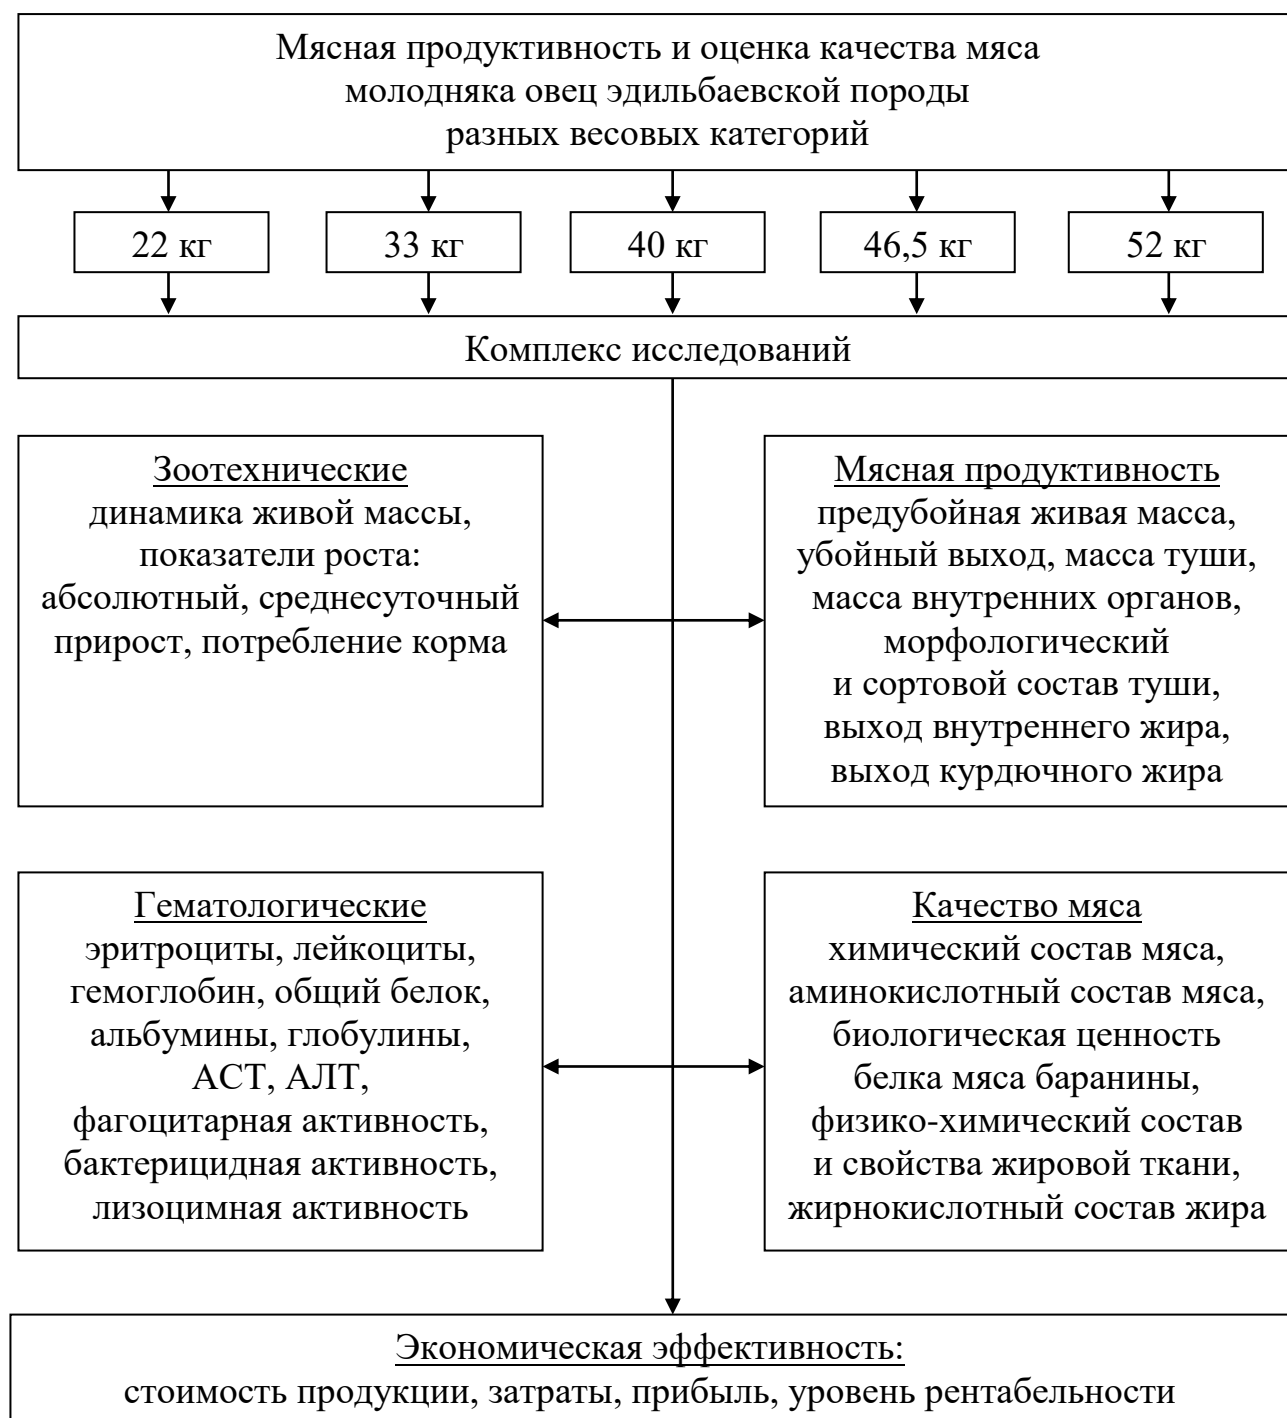 Мясная продуктивность и оценка качества мяса
молодняка овец эдильбаевской породы
разных весовых категорий
22 кг
33 кг
40 кг
46,5 кг
52 кг
Комплекс исследований
Зоотехнические
динамика живой массы,
показатели роста:
абсолютный, среднесуточный
прирост, потребление корма
Мясная продуктивность
предубойная живая масса,
убойный выход, масса туши,
масса внутренних органов,
морфологический
и сортовой состав туши,
выход внутреннего жира,
выход курдючного жира
Гематологические
эритроциты, лейкоциты,
гемоглобин, общий белок,
альбумины, глобулины,
АСТ, АЛТ,
фагоцитарная активность,
бактерицидная активность,
лизоцимная активность
Качество мяса
химический состав мяса,
аминокислотный состав мяса,
биологическая ценность
белка мяса баранины,
физико-химический состав
и свойства жировой ткани,
жирнокислотный состав жира
Экономическая эффективность:
стоимость продукции, затраты, прибыль, уровень рентабельности